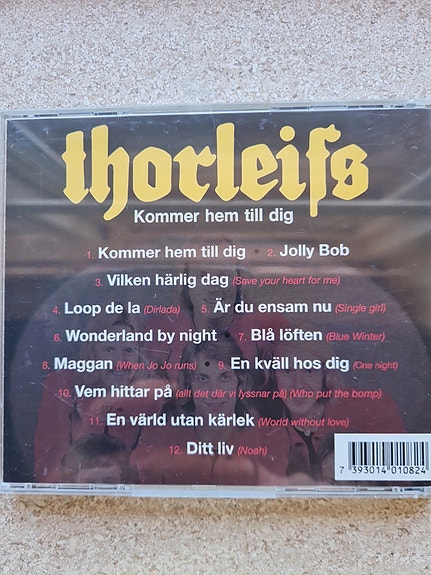 thorleifs
Kommer hem till dig
1. Kommer hem till dig • 2. Jolly Bob
3. Vilken härlig dag (Save your heart for me)
4. Loop de la (Dirlada) 5. Är du ensam nu (Single girl)
6. Wonderland by night • 7. Blå löften (Blue Winter)
8. Maggan (When Jo Jo runs) • 9. En kväll hos dig (One night)
10. Vem hittar på (allt det där vi lyssnar på) (Who put the bomp)
11. En värld utan kärlek (World without love)
12. Ditt liv (Noah)
7 393014 010824